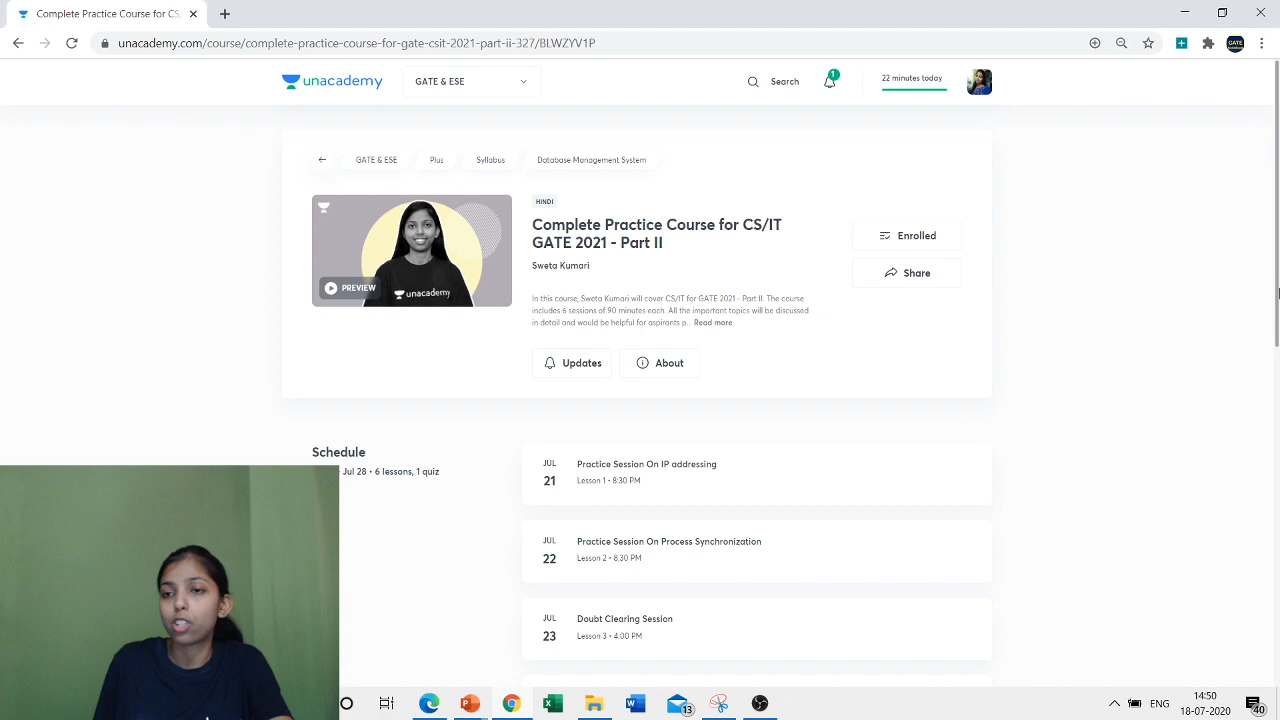 Complete Practice Course for CS
unacademy.com/course/complete-practice-course-for-gate-csit-2021-part-ii-327/BLWZYV1P
GATE
unacademy
GATE & ESE
Search
1
22 minutes today
GATE & ESE
Plus
Syllabus
Database Management System
HINDI
Complete Practice Course for CS/IT
GATE 2021 - Part II
Sweta Kumari
PREVIEW
unacademy
Enrolled
Share
In this course, Sweta Kumari will cover CS/IT for GATE 2021 - Part II. The course
includes 6 sessions of 90 minutes each. All the important topics will be discussed
in detail and would be helpful for aspirants p... Read more
Updates
About
Schedule
Jul 28 • 6 lessons, 1 quiz
JUL
21
Practice Session On IP addressing
Lesson 1 • 8:30 PM
JUL
22
Practice Session On Process Synchronization
Lesson 2 • 8:30 PM
JUL
23
Doubt Clearing Session
Lesson 3 • 4:00 PM
13
ENG
14:50
18-07-2020
40